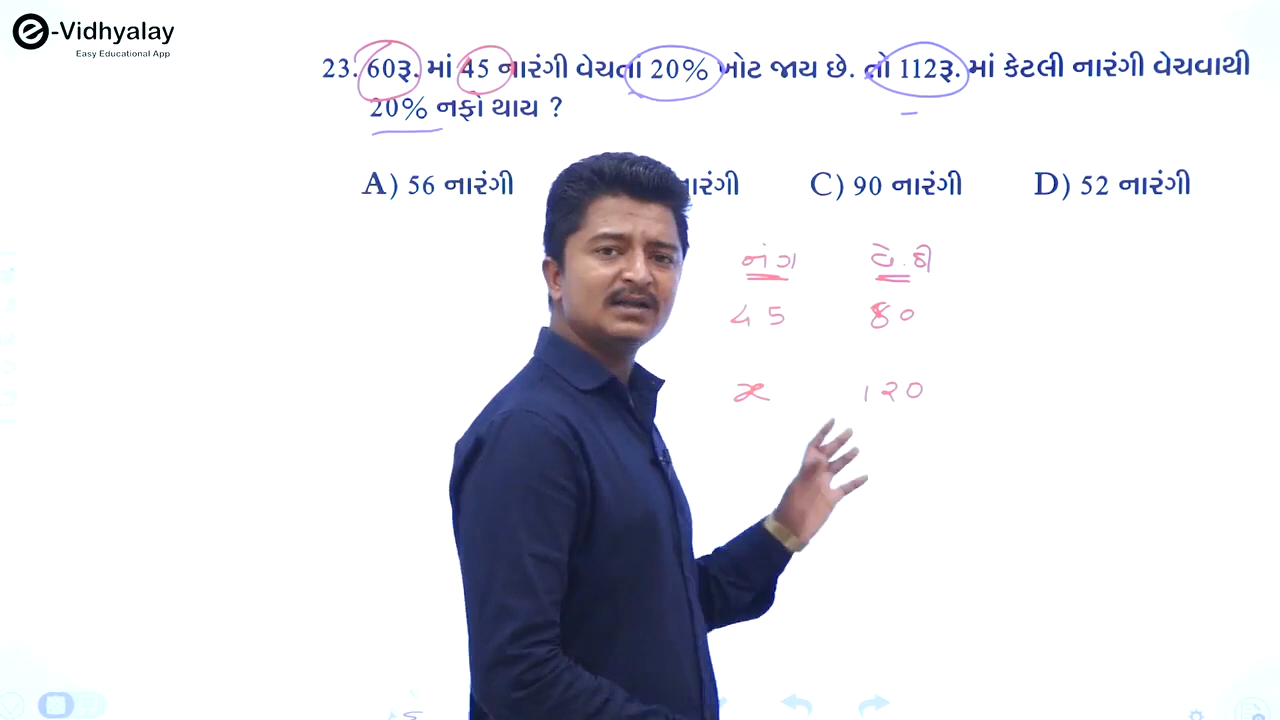 e-Vidhyalay
Easy Educational App
23. 60રૂ. માં 45 નારંગી વેચતા 20% ખોટ જાય છે. તો 112રૂ. માં કેટલી નારંગી વેચવાથી
20% નફો થાય ?
A) 56 નારંગી નારંગી C) 90 નારંગી D) 52 નારંગી
નંગ વે.કી
45 80
x 120